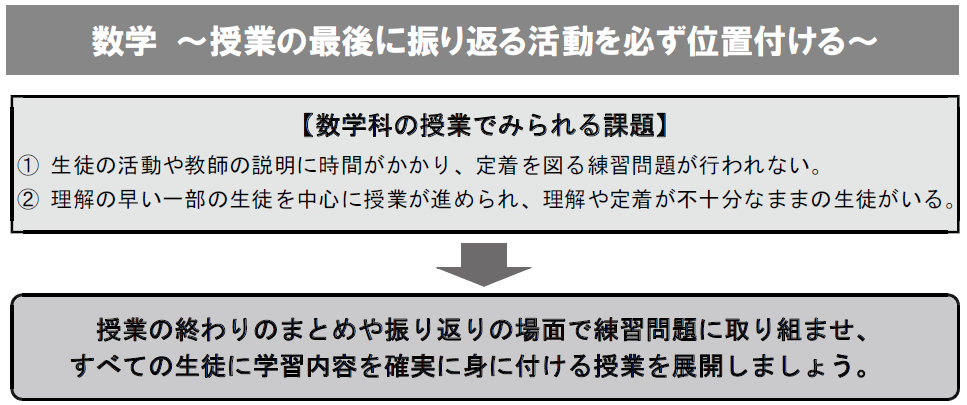 数学 ～授業の最後に振り返る活動を必ず位置付ける～
【数学科の授業でみられる課題】
① 生徒の活動や教師の説明に時間がかかり、定着を図る練習問題が行われない。
② 理解の早い一部の生徒を中心に授業が進められ、理解や定着が不十分なままの生徒がいる。
授業の終わりのまとめや振り返りの場面で練習問題に取り組ませ、
すべての生徒に学習内容を確実に身に付ける授業を展開しましょう。